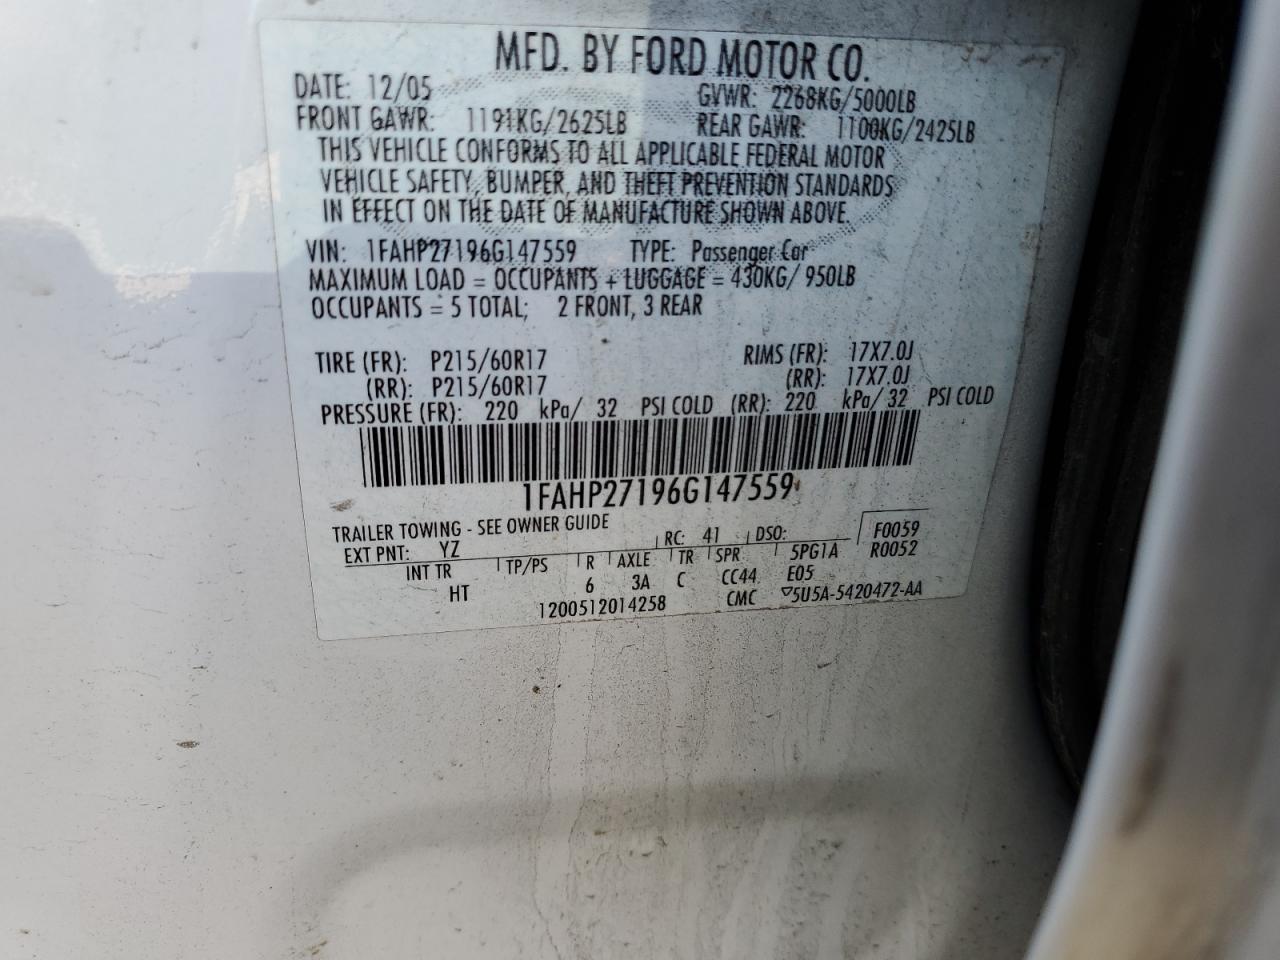 MFD. BY FORD MOTOR CO.
DATE: 12/05 GVWR: 2268KG/5000LB
FRONT GAWR: 1191KG/2625LB REAR GAWR: 1100KG/2425LB
THIS VEHICLE CONFORMS TO ALL APPLICABLE FEDERAL MOTOR
VEHICLE SAFETY, BUMPER, AND THEFT PREVENTION STANDARDS
IN EFFECT ON THE DATE OF MANUFACTURE SHOWN ABOVE.
VIN: 1FAHP27196G147559 TYPE: Passenger Car
MAXIMUM LOAD = OCCUPANTS + LUGGAGE = 430KG/ 950LB
OCCUPANTS = 5 TOTAL; 2 FRONT, 3 REAR
TIRE (FR): P215/60R17 RIMS (FR): 17X7.0J
(RR): P215/60R17 (RR): 17X7.0J
PRESSURE (FR): 220 kPa/ 32 PSI COLD (RR): 220 kPa/ 32 PSI COLD
1FAHP27196G147559
TRAILER TOWING - SEE OWNER GUIDE
EXT PNT: YZ RC: 41 DSO: F0059
INT TR TP/PS R AXLE TR SPR 5PG1A R0052
HT 6 3A C CC44 E05
1200512014258 CMC ▽5U5A-5420472-AA